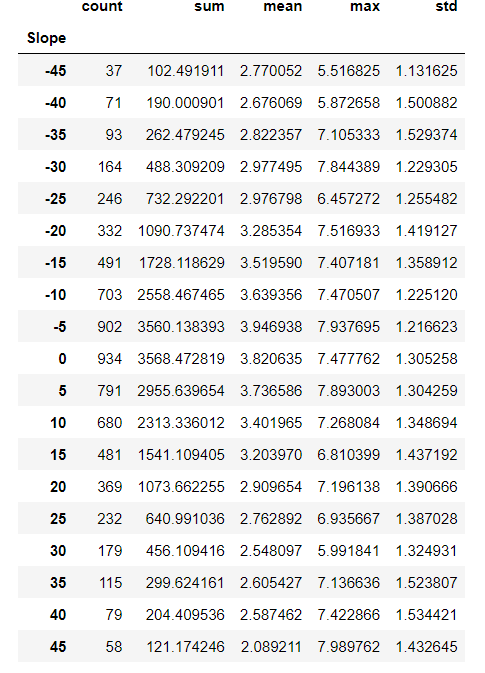 count sum mean max std
Slope
-45 37 102.491911 2.770052 5.516825 1.131625
-40 71 190.000901 2.676069 5.872658 1.500882
-35 93 262.479245 2.822357 7.105333 1.529374
-30 164 488.309209 2.977495 7.844389 1.229305
-25 246 732.292201 2.976798 6.457272 1.255482
-20 332 1090.737474 3.285354 7.516933 1.419127
-15 491 1728.118629 3.519590 7.407181 1.358912
-10 703 2558.467465 3.639356 7.470507 1.225120
-5 902 3560.138393 3.946938 7.937695 1.216623
0 934 3568.472819 3.820635 7.477762 1.305258
5 791 2955.639654 3.736586 7.893003 1.304259
10 680 2313.336012 3.401965 7.268084 1.348694
15 481 1541.109405 3.203970 6.810399 1.437192
20 369 1073.662255 2.909654 7.196138 1.390666
25 232 640.991036 2.762892 6.935667 1.387028
30 179 456.109416 2.548097 5.991841 1.324931
35 115 299.624161 2.605427 7.136636 1.523807
40 79 204.409536 2.587462 7.422866 1.534421
45 58 121.174246 2.089211 7.989762 1.432645